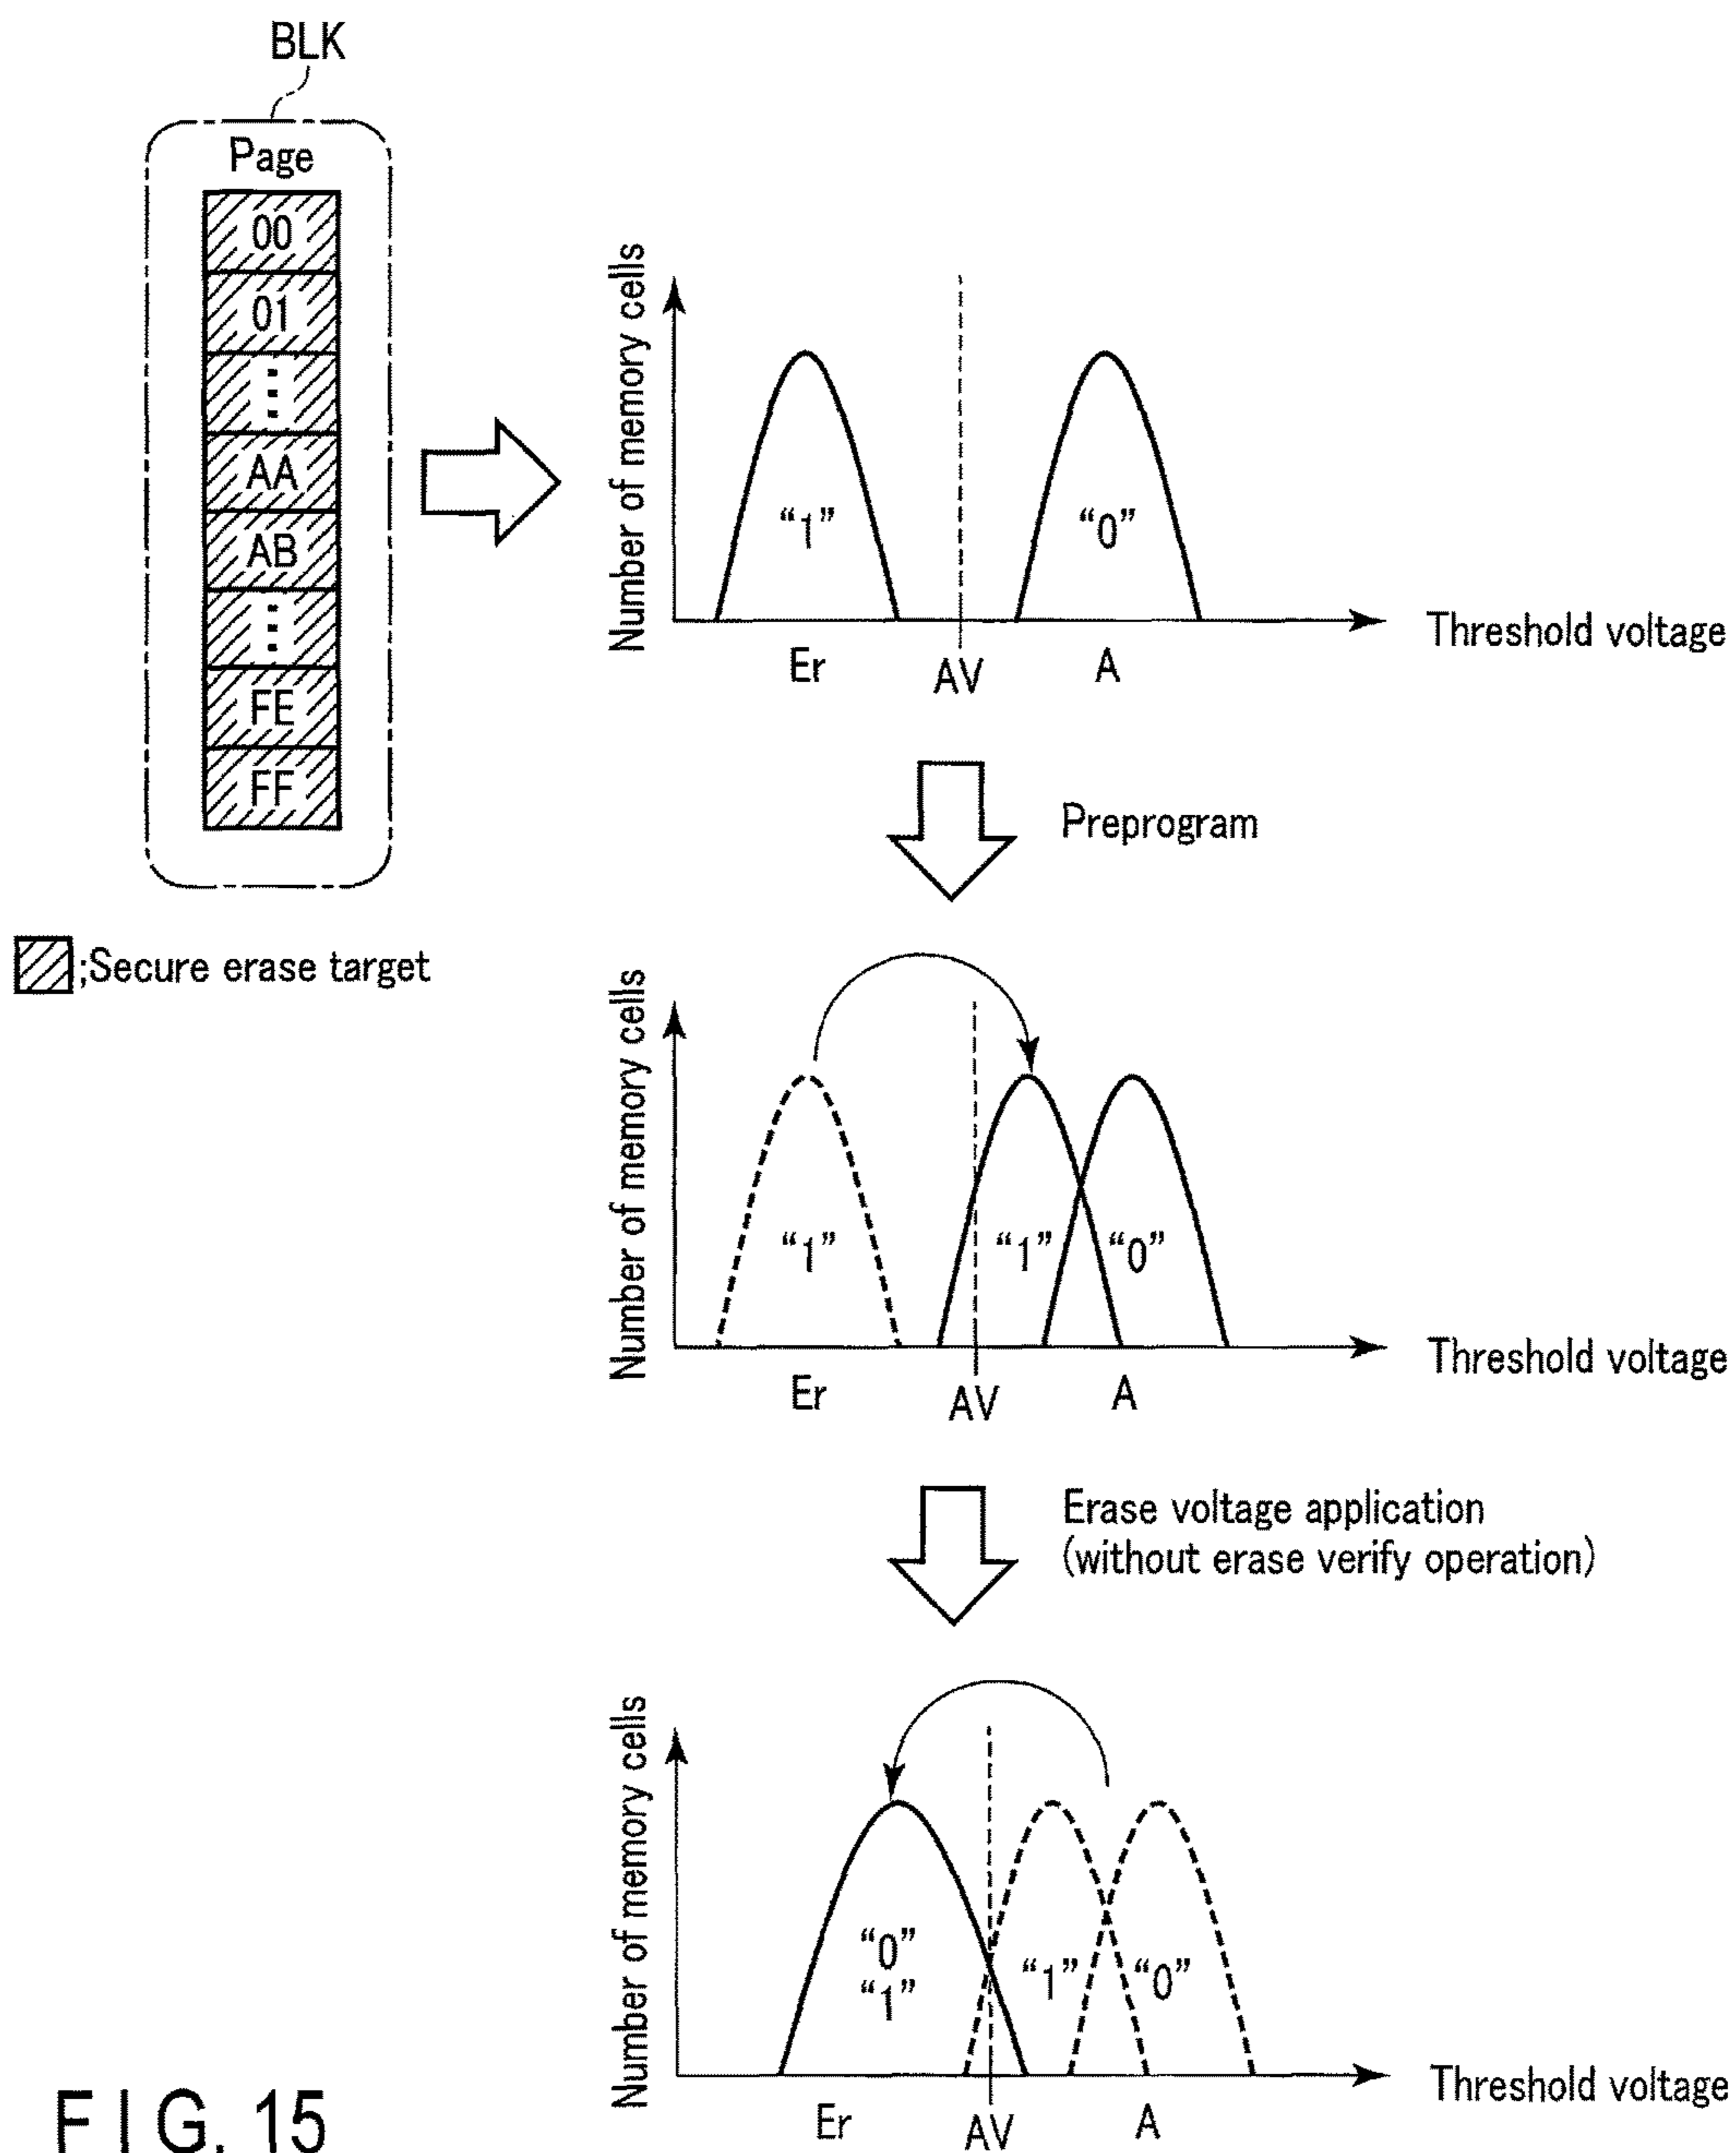 BLK
Page
00
01
⋮
AA
AB
⋮
FE
FF
;Secure erase target
Number of memory cells
“1”
“0”
Threshold voltage
Er
AV
A
Preprogram
Number of memory cells
“1”
“1”
“0”
Threshold voltage
Er
AV
A
Erase voltage application
(without erase verify operation)
Number of memory cells
“0”
“1”
“1”
“0”
Threshold voltage
Er
AV
A
FIG. 15